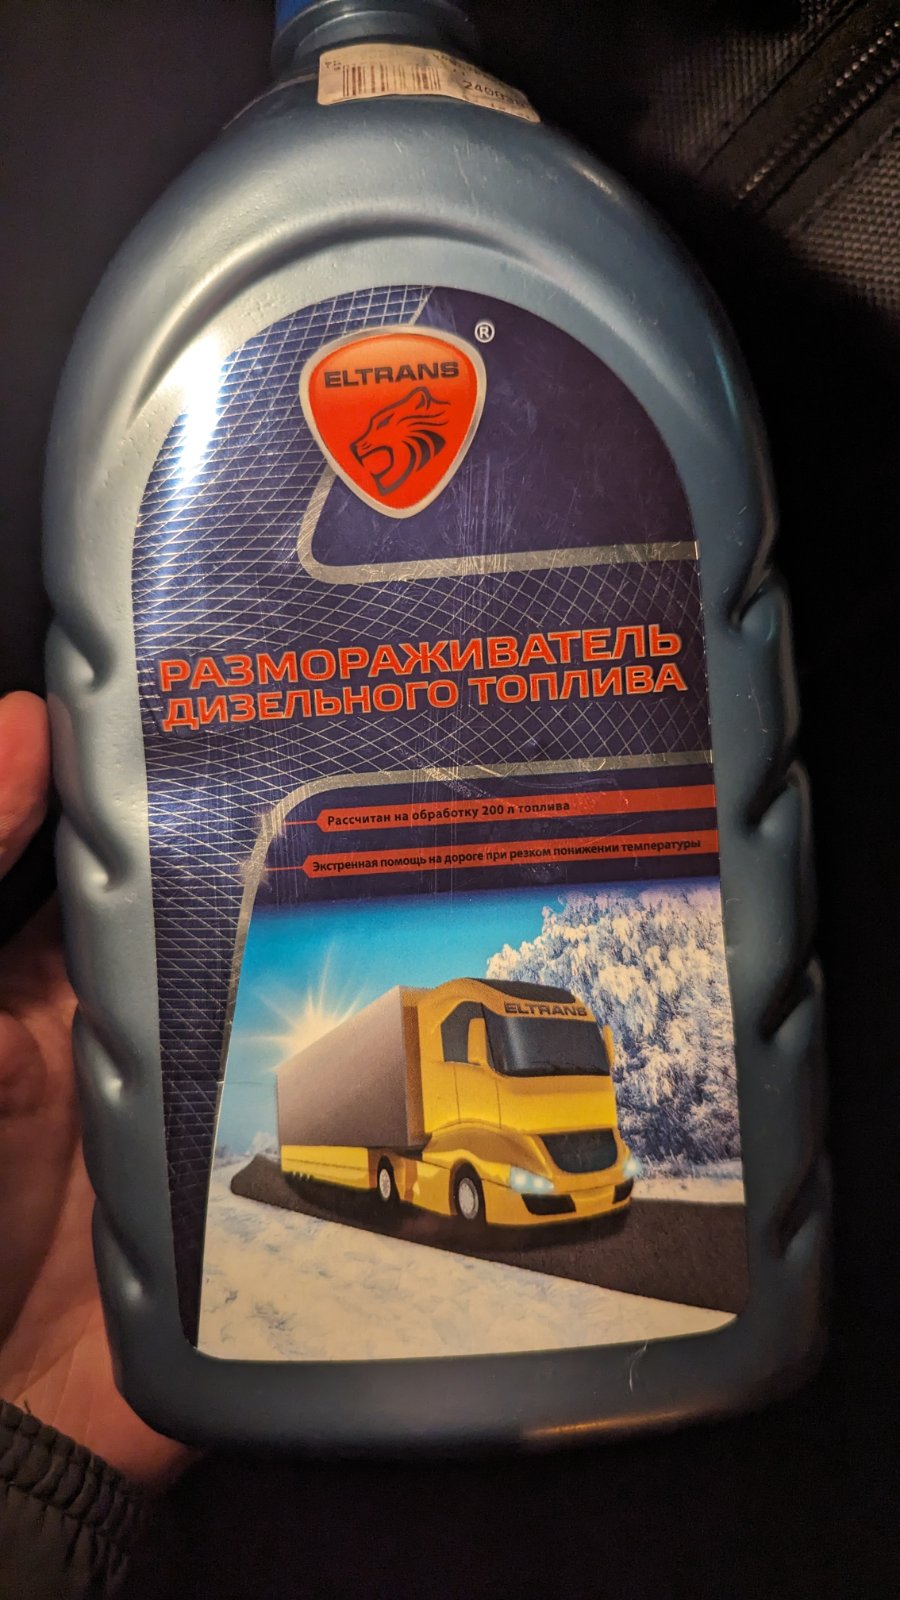 ®
ELTRANS
РАЗМОРАЖИВАТЕЛЬ
ДИЗЕЛЬНОГО ТОПЛИВА
Рассчитан на обработку 200 л топлива
Экстренная помощь на дороге при резком понижении температуры
ELTRANS